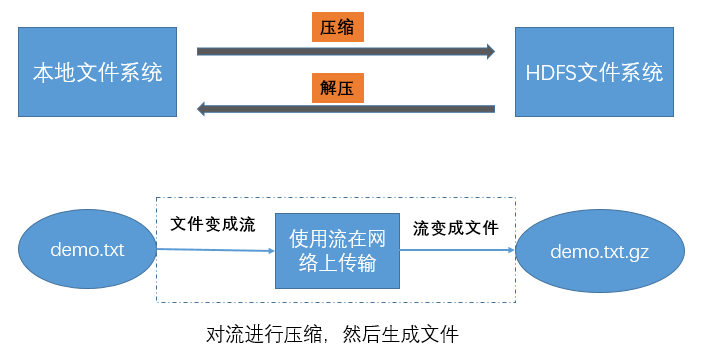 压缩
本地文件系统
HDFS文件系统
解压
文件变成流
流变成文件
demo.txt
使用流在网
络上传输
demo.txt.gz
对流进行压缩，然后生成文件